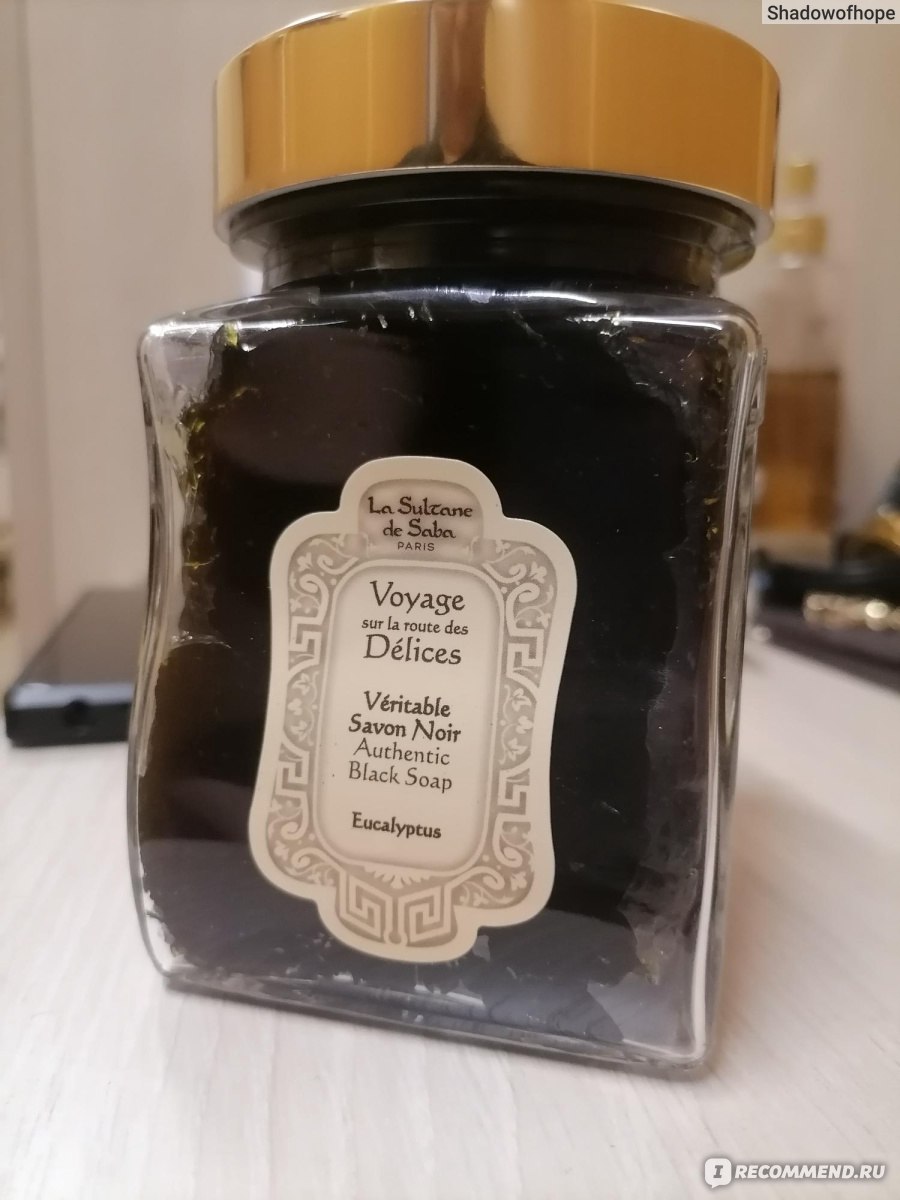 Shadowofhope
La Sultane
de Saba
PARIS
Voyage
sur la route des
Délices
Véritable
Savon Noir
Authentic
Black Soap
Eucalyptus
I RECOMMEND.RU